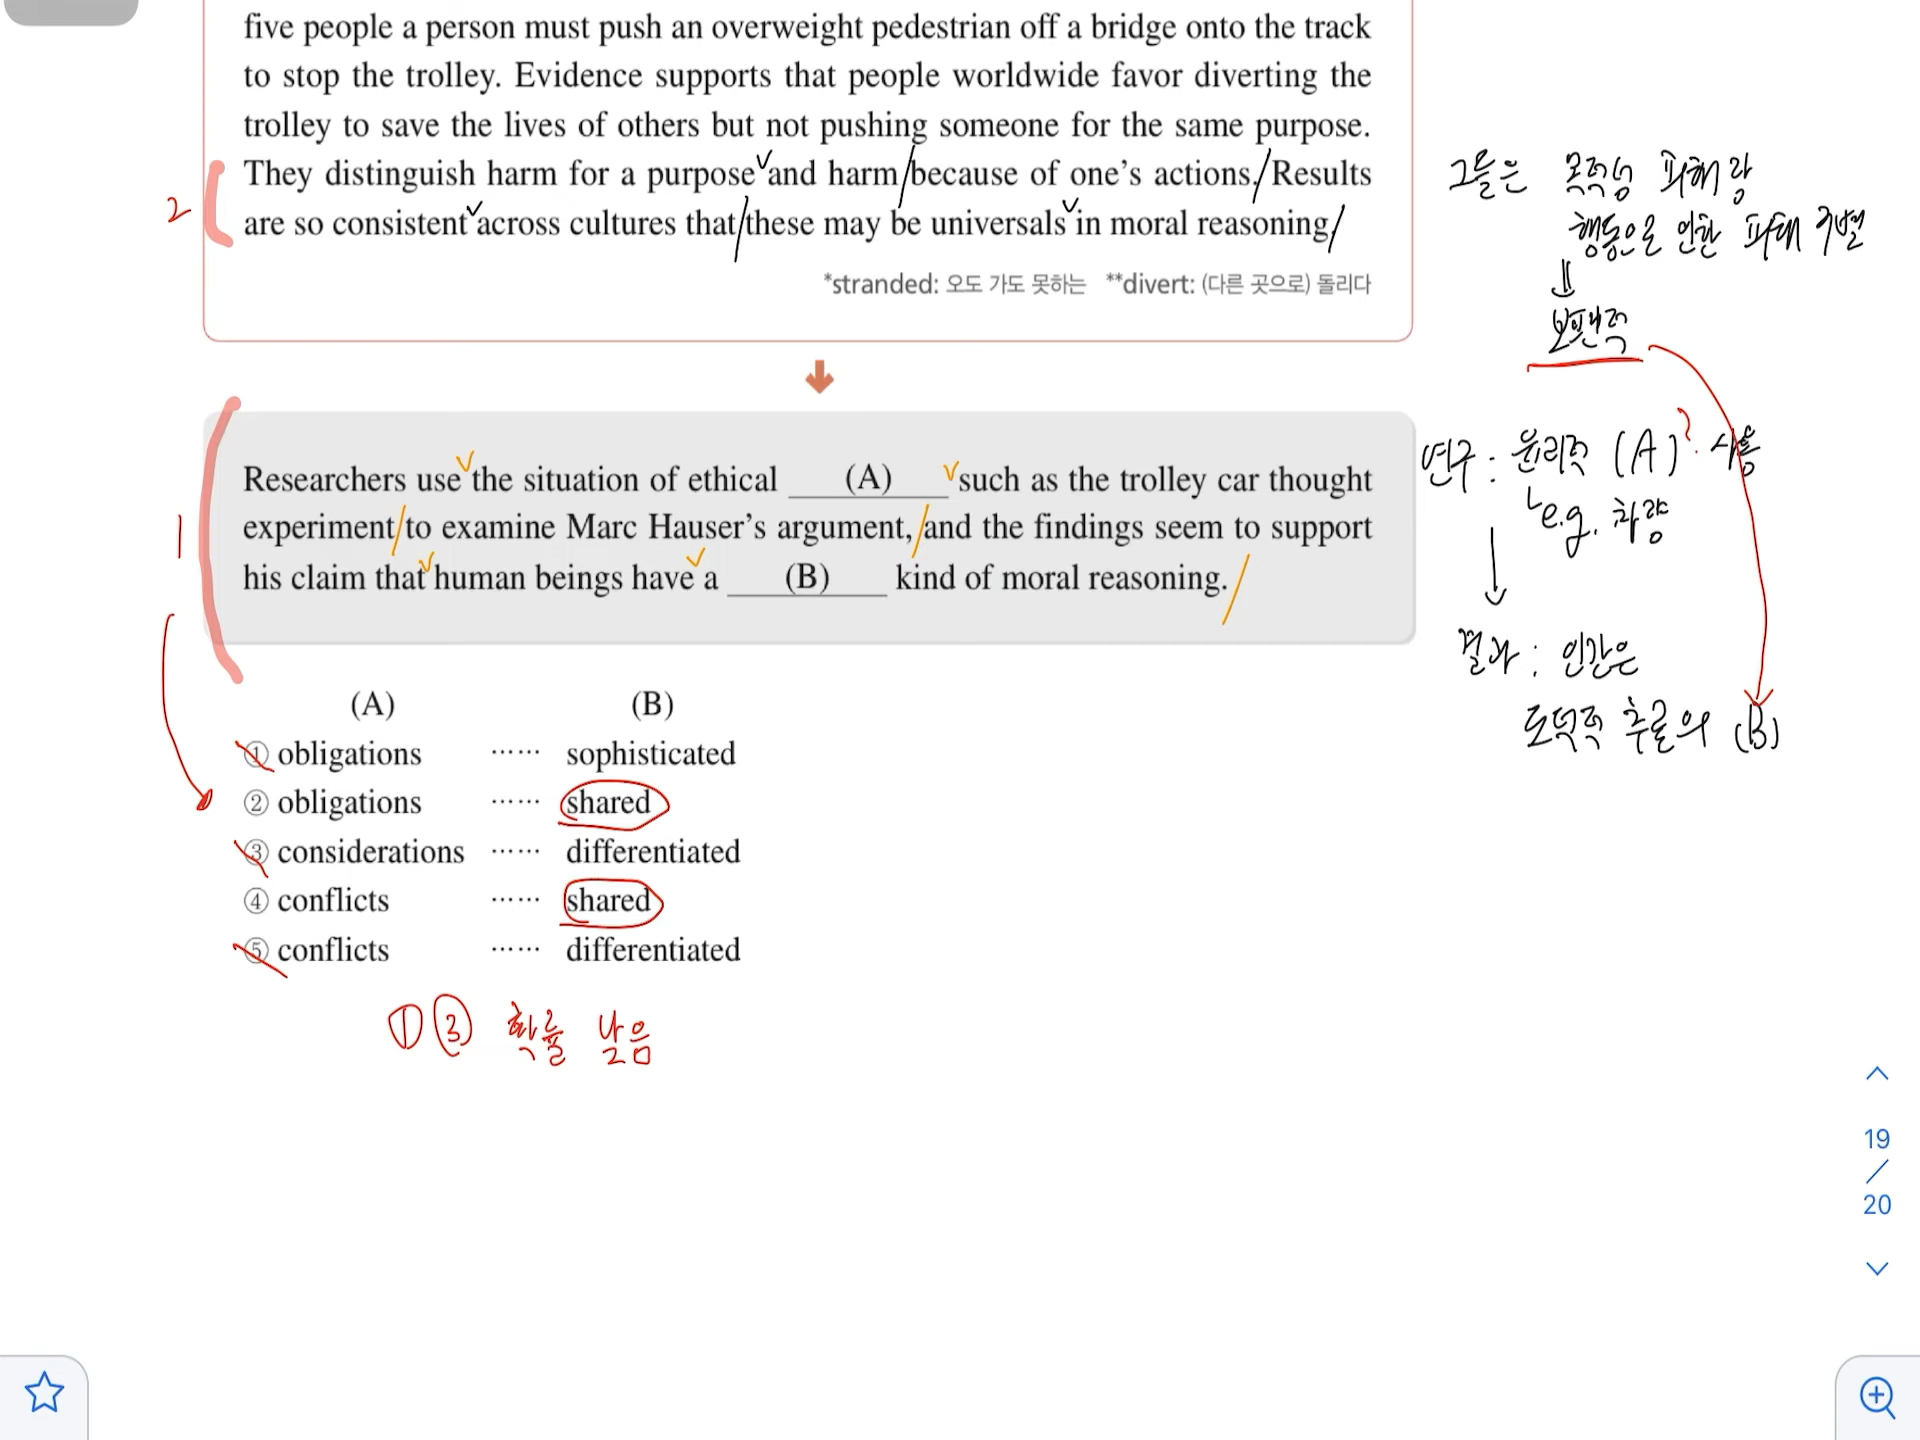 five people a person must push an overweight pedestrian off a bridge onto the track
to stop the trolley. Evidence supports that people worldwide favor diverting the
trolley to save the lives of others but not pushing someone for the same purpose.
They distinguish harm for a purpose and harm because of one's actions. Results
are so consistent across cultures that these may be universals in moral reasoning.
*stranded: 오도 가도 못하는 **divert: (다른 곳으로) 돌리다
2
그들은 목적성 피해랑
행동으로 인한 피해 구별
⇓
보편적
Researchers use the situation of ethical (A) such as the trolley car thought
experiment to examine Marc Hauser's argument, and the findings seem to support
his claim that human beings have a (B) kind of moral reasoning.
1
연구: 윤리적 (A)? 사용
e.g. 차량
↓
결과: 인간은
도덕적 추론의 (B)
(A) (B)
① obligations …… sophisticated
② obligations …… shared
③ considerations …… differentiated
④ conflicts …… shared
⑤ conflicts …… differentiated
①③ 확률 낮음
19
/
20